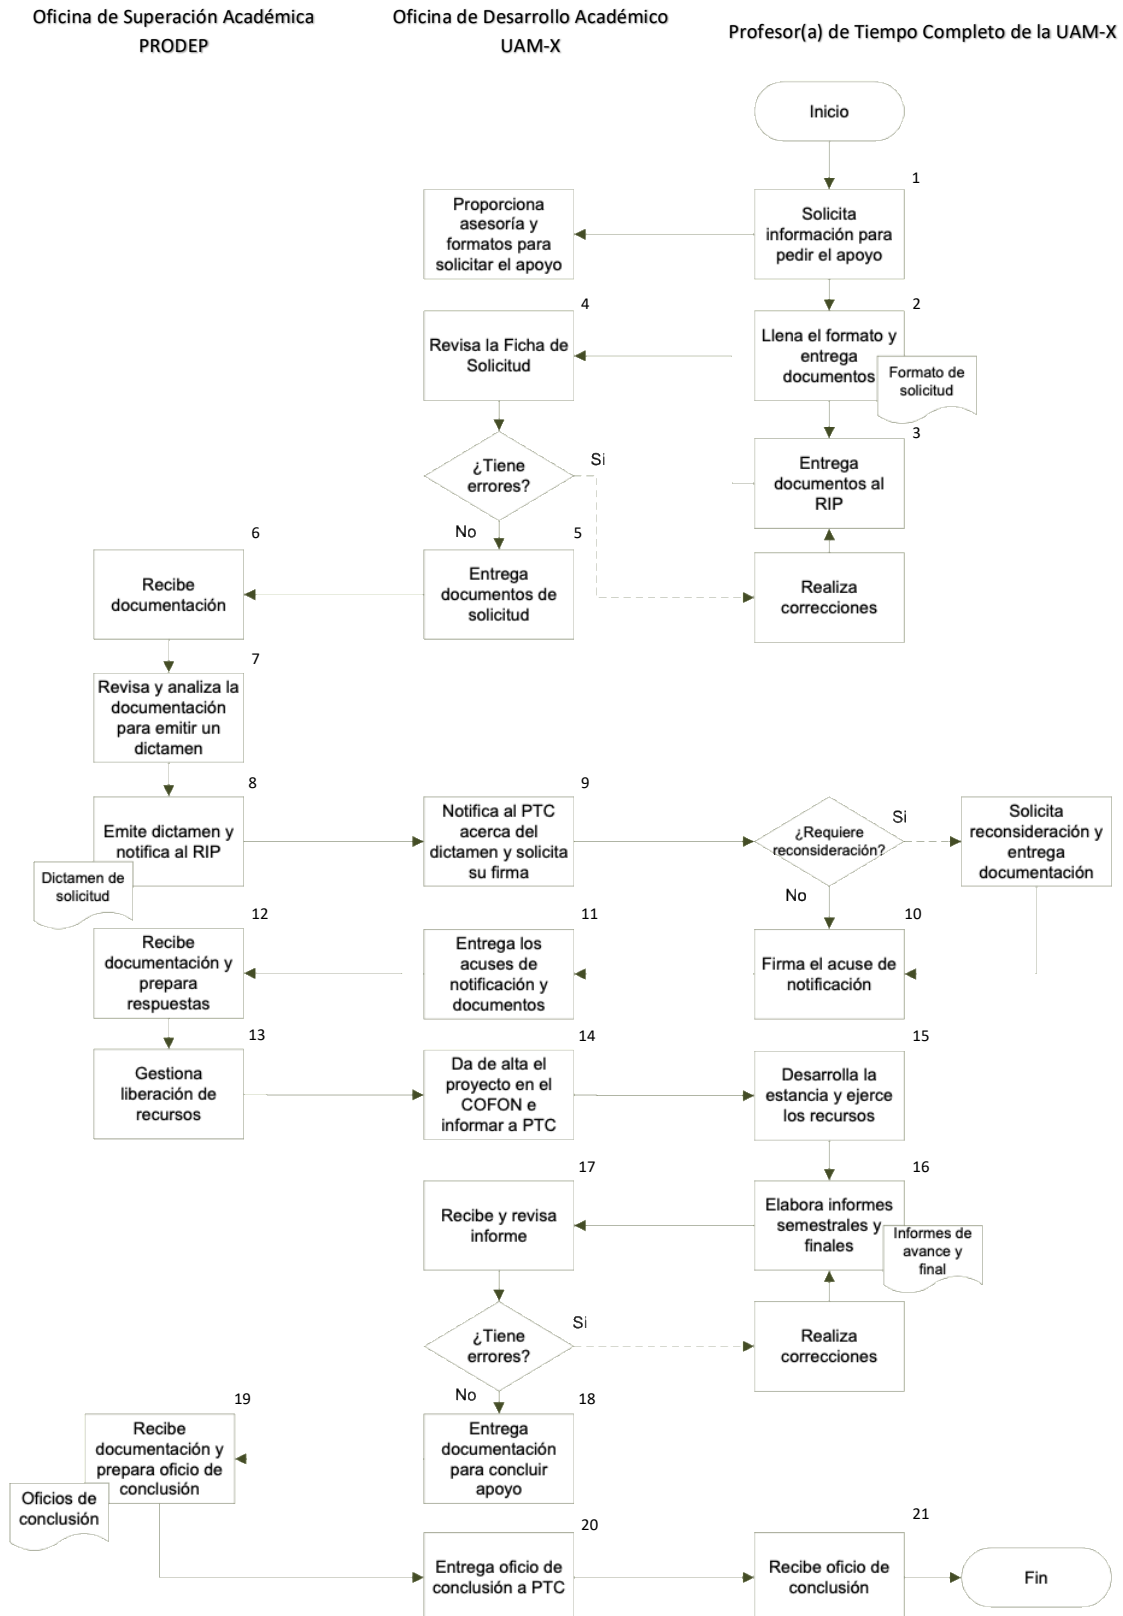 Oficina de Superación Académica
PRODEP
Oficina de Desarrollo Académico
UAM-X
Profesor(a) de Tiempo Completo de la UAM-X
Inicio
1
Proporciona
asesoría y
formatos para
solicitar el apoyo
Solicita
información para
pedir el apoyo
4
2
Revisa la Ficha de
Solicitud
Llena el formato y
entrega
documentos
Formato de
solicitud
3
¿Tiene
errores?
Si
Entrega
documentos al
RIP
No
6
5
Recibe
documentación
Entrega
documentos de
solicitud
Realiza
correcciones
7
Revisa y analiza la
documentación
para emitir un
dictamen
8
9
Emite dictamen y
notifica al RIP
Dictamen de
solicitud
Notifica al PTC
acerca del
dictamen y solicita
su firma
¿Requiere
reconsideración?
Si
Solicita
reconsideración y
entrega
documentación
No
12
11
10
Recibe
documentación y
prepara
respuestas
Entrega los
acuses de
notificación y
documentos
Firma el acuse de
notificación
13
14
15
Gestiona
liberación de
recursos
Da de alta el
proyecto en el
COFON e
informar a PTC
Desarrolla la
estancia y ejerce
los recursos
17
16
Recibe y revisa
informe
Elabora informes
semestrales y
finales
Informes de
avance y
final
¿Tiene
errores?
Si
Realiza
correcciones
No
19
18
Recibe
documentación y
prepara oficio de
conclusión
Oficios de
conclusión
Entrega
documentación
para concluir
apoyo
20
21
Entrega oficio de
conclusión a PTC
Recibe oficio de
conclusión
Fin